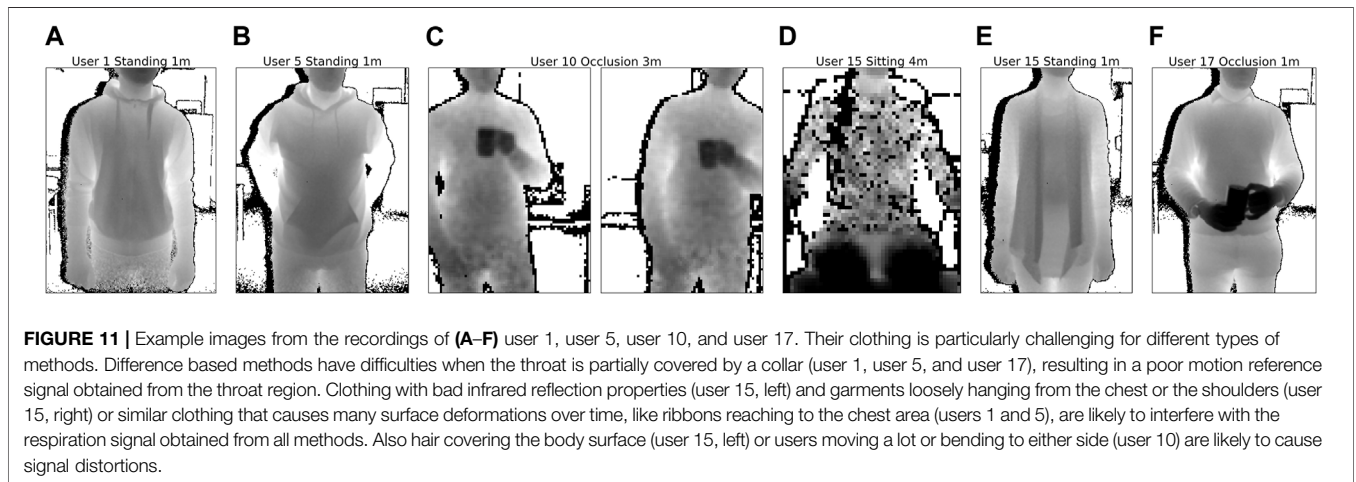 A B C D E F
User 1 Standing 1m User 5 Standing 1m User 10 Occlusion 3m User 15 Sitting 4m User 15 Standing 1m User 17 Occlusion 1m
FIGURE 11 | Example images from the recordings of (A–F) user 1, user 5, user 10, and user 17. Their clothing is particularly challenging for different types of
methods. Difference based methods have difficulties when the throat is partially covered by a collar (user 1, user 5, and user 17), resulting in a poor motion reference
signal obtained from the throat region. Clothing with bad infrared reflection properties (user 15, left) and garments loosely hanging from the chest or the shoulders (user
15, right) or similar clothing that causes many surface deformations over time, like ribbons reaching to the chest area (users 1 and 5), are likely to interfere with the
respiration signal obtained from all methods. Also hair covering the body surface (user 15, left) or users moving a lot or bending to either side (user 10) are likely to cause
signal distortions.